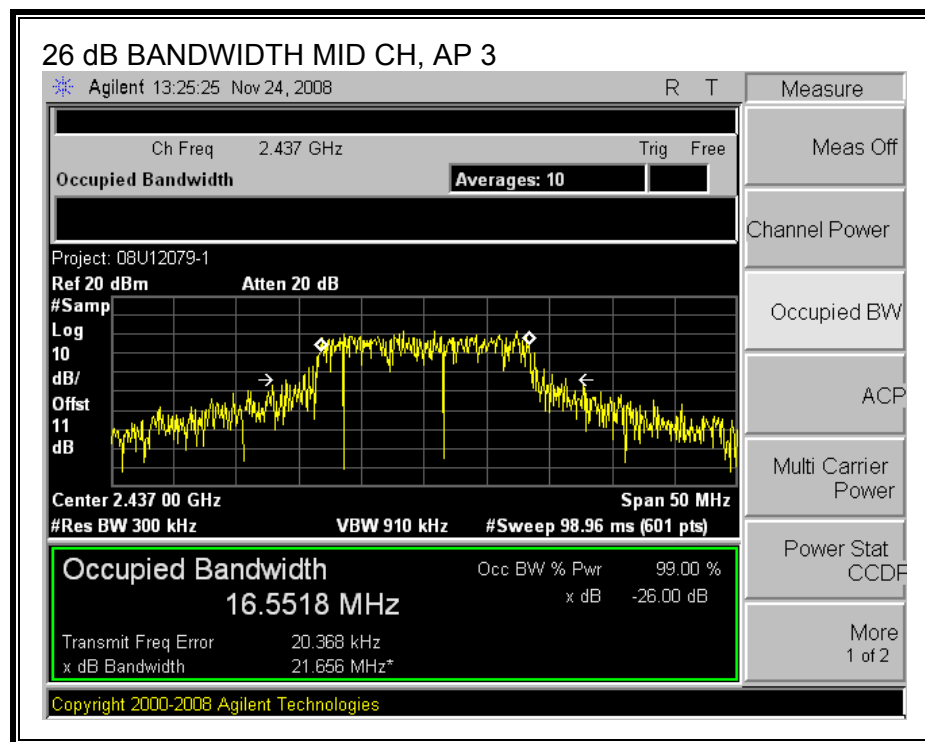 26 dB BANDWIDTH MID CH, AP 3
Agilent 13:25:25 Nov 24, 2008 R T
Measure
Ch Freq 2.437 GHz Trig Free
Occupied Bandwidth Averages: 10
Project: 08U12079-1
Ref 20 dBm Atten 20 dB
#Samp
Log
10
dB/
Offst
11
dB
Center 2.437 00 GHz Span 50 MHz
#Res BW 300 kHz VBW 910 kHz #Sweep 98.96 ms (601 pts)
Occupied Bandwidth Occ BW % Pwr 99.00 %
16.5518 MHz x dB -26.00 dB
Transmit Freq Error 20.368 kHz
x dB Bandwidth 21.656 MHz*
Copyright 2000-2008 Agilent Technologies
Meas Off
Channel Power
Occupied BW
ACP
Multi Carrier
Power
Power Stat
CCDF
More
1 of 2